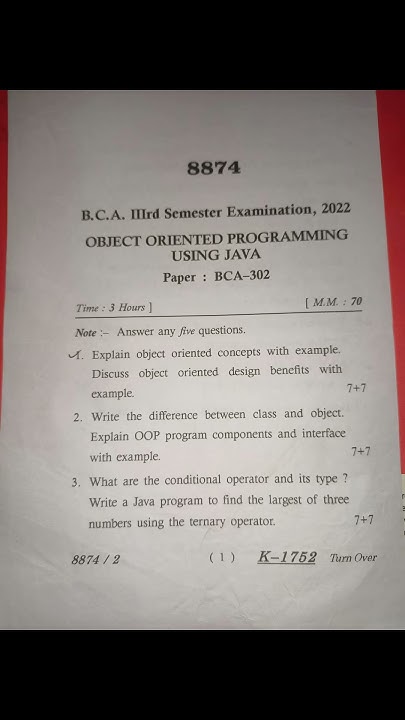 8874
B.C.A. IIIrd Semester Examination, 2022
OBJECT ORIENTED PROGRAMMING
USING JAVA
Paper : BCA–302
Time : 3 Hours ] [ M.M. : 70
Note :– Answer any five questions.
1. Explain object oriented concepts with example.
Discuss object oriented design benefits with
example. 7+7
2. Write the difference between class and object.
Explain OOP program components and interface
with example. 7+7
3. What are the conditional operator and its type ?
Write a Java program to find the largest of three
numbers using the ternary operator. 7+7
8874 / 2 ( 1 ) K–1752 Turn Over